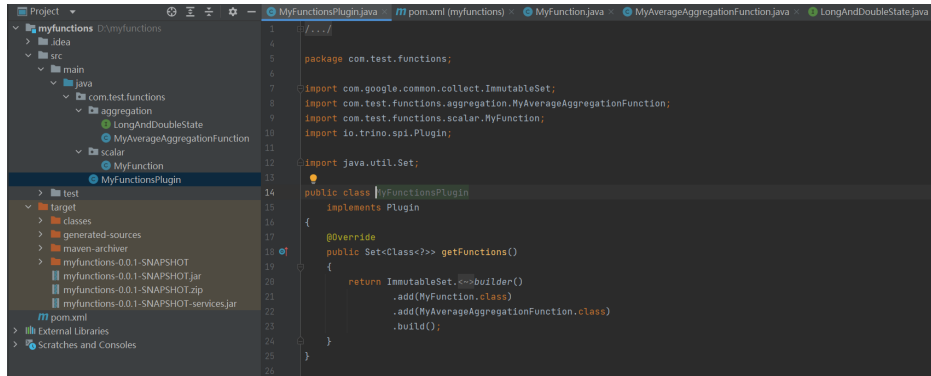 Project
MyFunctionsPlugin.java
pom.xml (myfunctions)
MyFunction.java
MyAverageAggregationFunction.java
LongAndDoubleState.java
myfunctions D:\myfunctions
.idea
src
main
java
com.test.functions
aggregation
LongAndDoubleState
MyAverageAggregationFunction
scalar
MyFunction
MyFunctionsPlugin
test
target
classes
generated-sources
maven-archiver
myfunctions-0.0.1-SNAPSHOT
myfunctions-0.0.1-SNAPSHOT.jar
myfunctions-0.0.1-SNAPSHOT.zip
myfunctions-0.0.1-SNAPSHOT-services.jar
pom.xml
External Libraries
Scratches and Consoles
1 /.../
4
5 package com.test.functions;
6
7 import com.google.common.collect.ImmutableSet;
8 import com.test.functions.aggregation.MyAverageAggregationFunction;
9 import com.test.functions.scalar.MyFunction;
10 import io.trino.spi.Plugin;
11
12 import java.util.Set;
13
14 public class MyFunctionsPlugin
15 implements Plugin
16 {
17 @Override
18 public Set<Class<?>> getFunctions()
19 {
20 return ImmutableSet.<~>builder()
21 .add(MyFunction.class)
22 .add(MyAverageAggregationFunction.class)
23 .build();
24 }
25 }
26